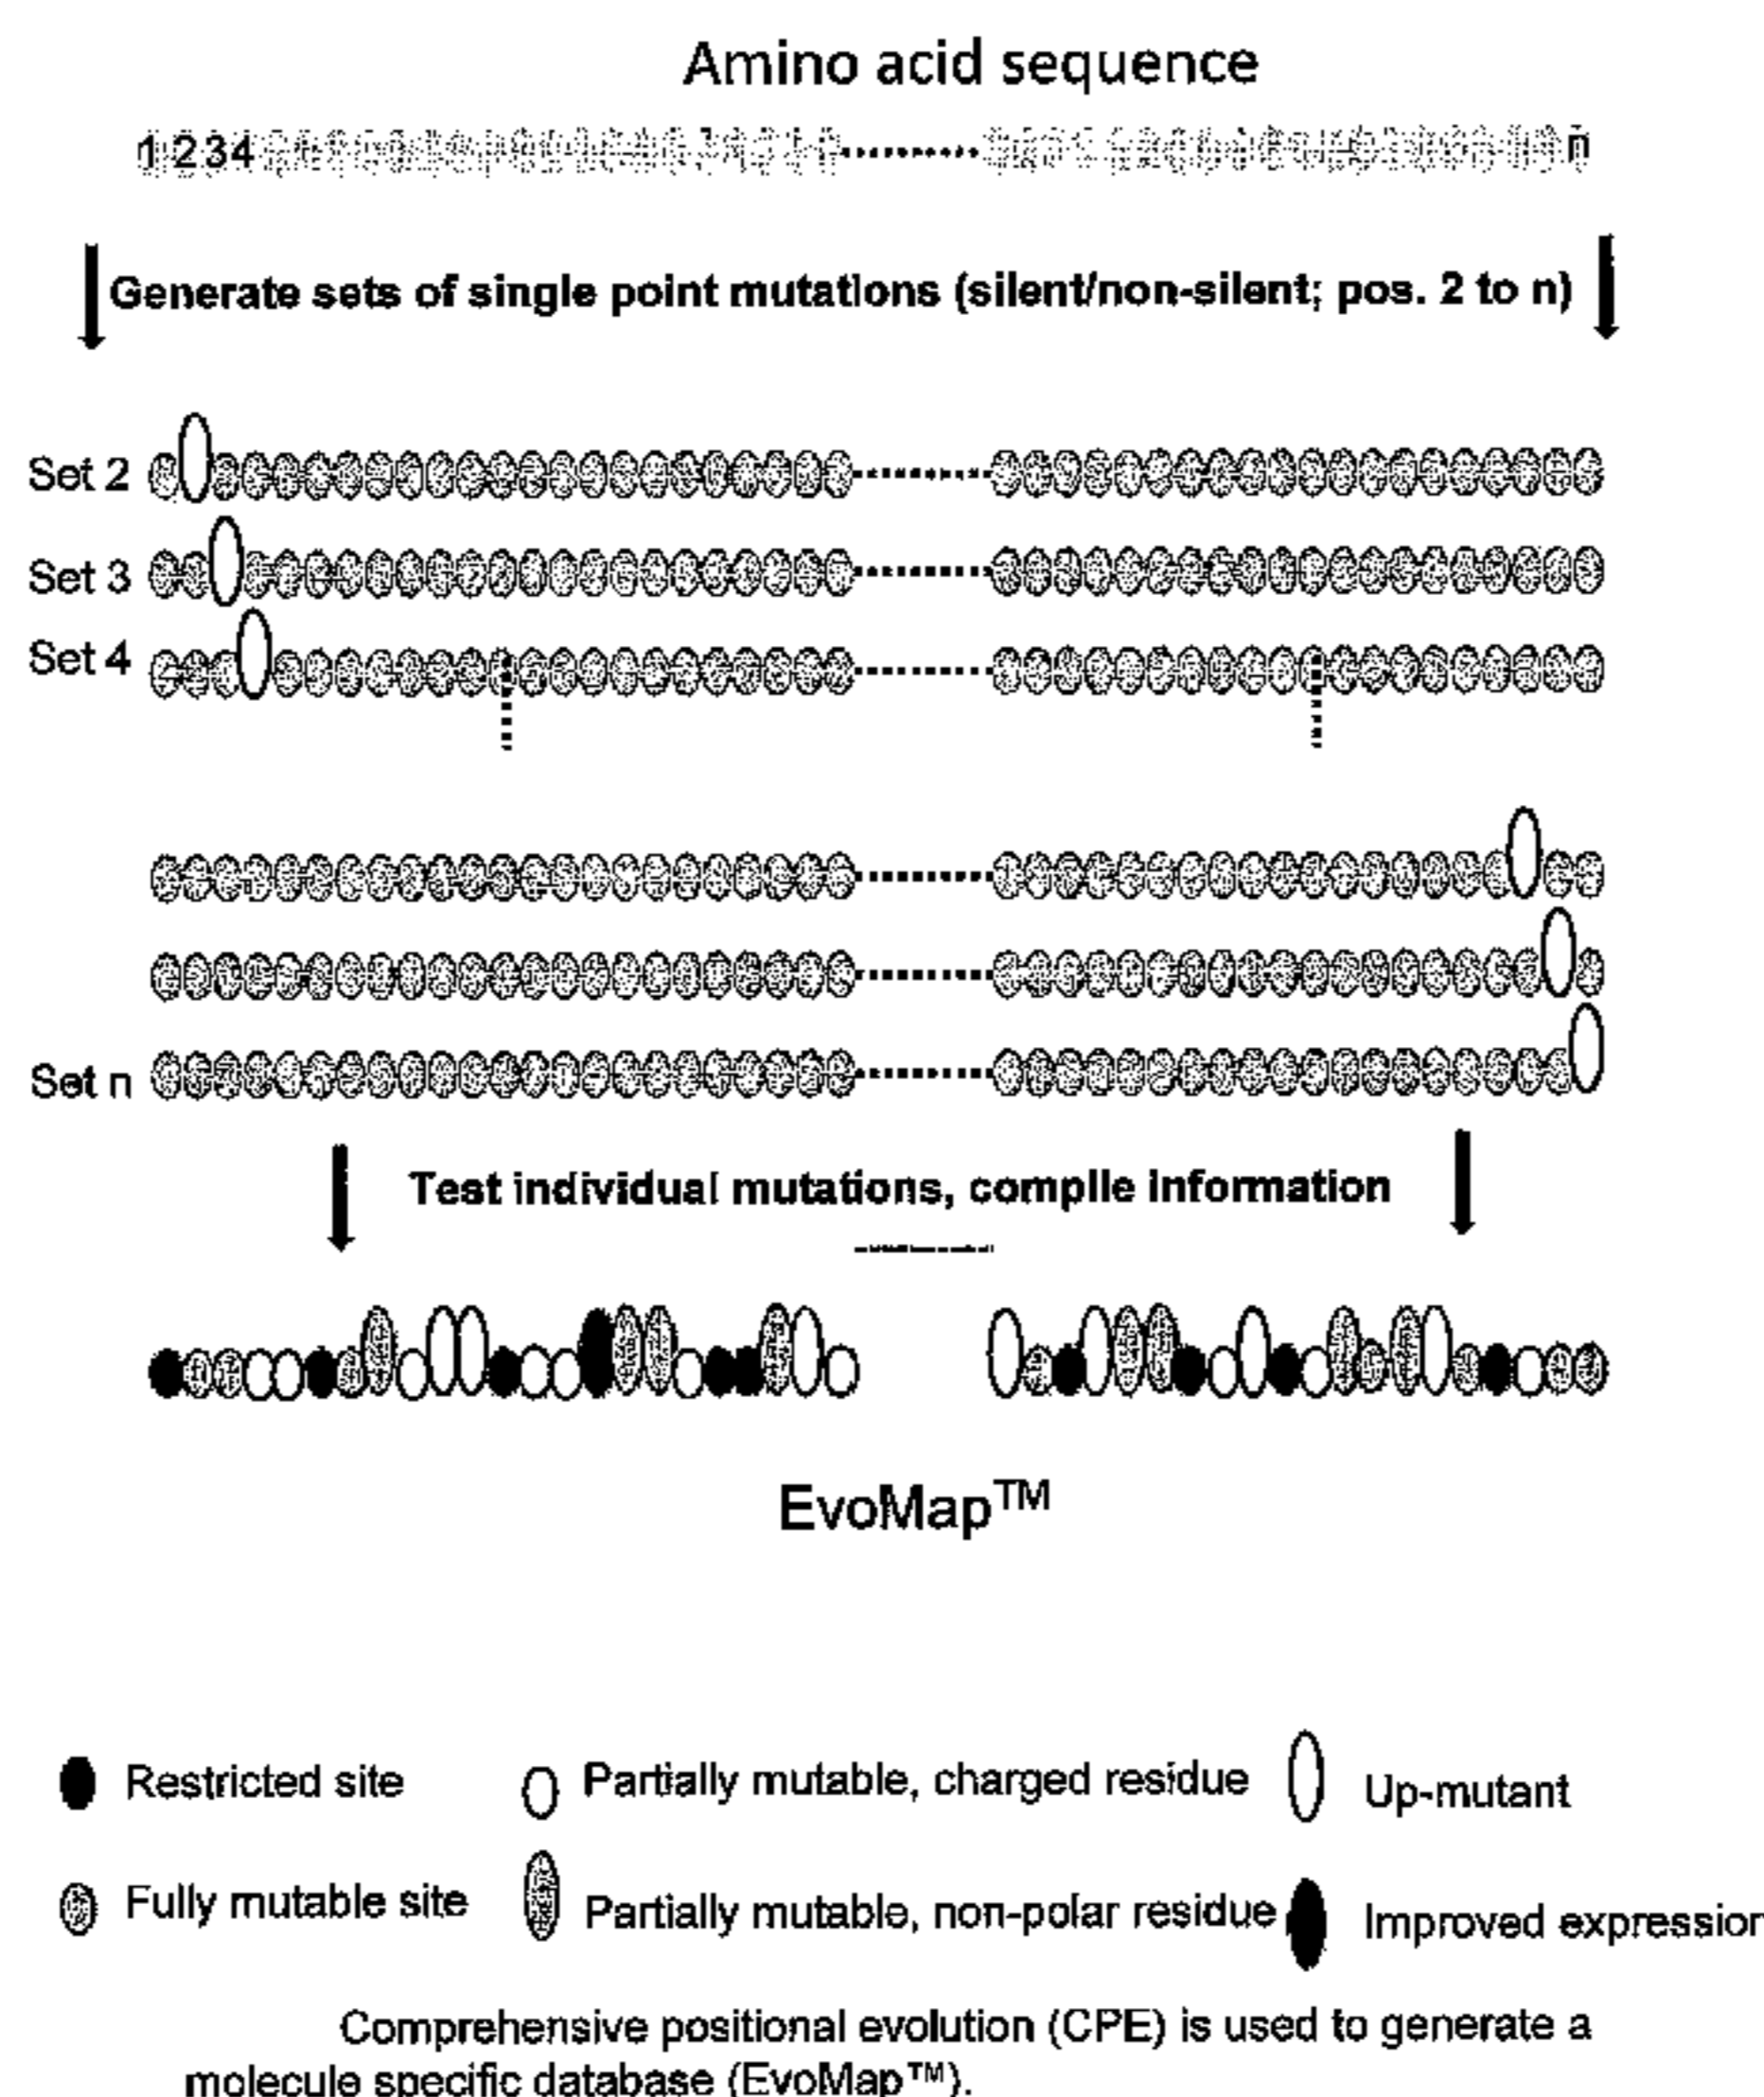 Amino acid sequence
1 2 3 4 n
Generate sets of single point mutations (silent/non-silent; pos. 2 to n)
Set 2
Set 3
Set 4
Set n
Test individual mutations, compile information
EvoMap™
Restricted site
Partially mutable, charged residue
Up-mutant
Fully mutable site
Partially mutable, non-polar residue
Improved expression
Comprehensive positional evolution (CPE) is used to generate a
molecule specific database (EvoMap™).